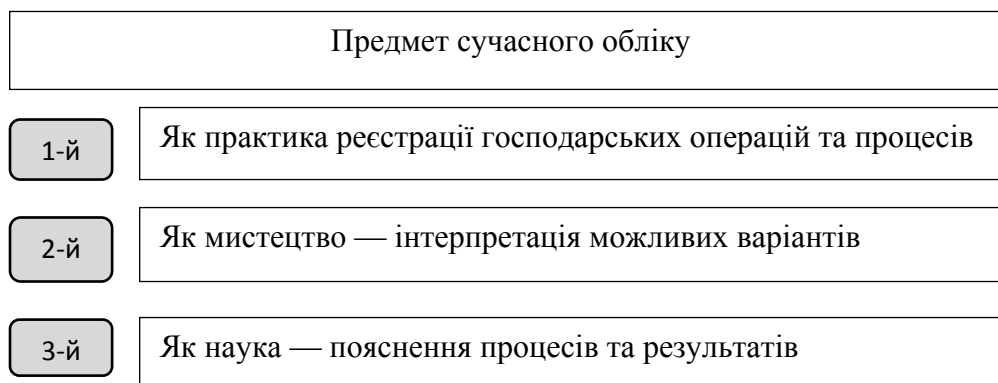 Предмет сучасного обліку
1-й
Як практика реєстрації господарських операцій та процесів
2-й
Як мистецтво — інтерпретація можливих варіантів
3-й
Як наука — пояснення процесів та результатів